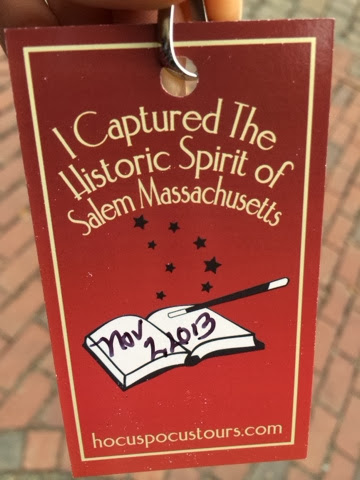 I Captured The
Historic Spirit of
Salem Massachusetts
Nov
2, 2013
hocuspocustours.com